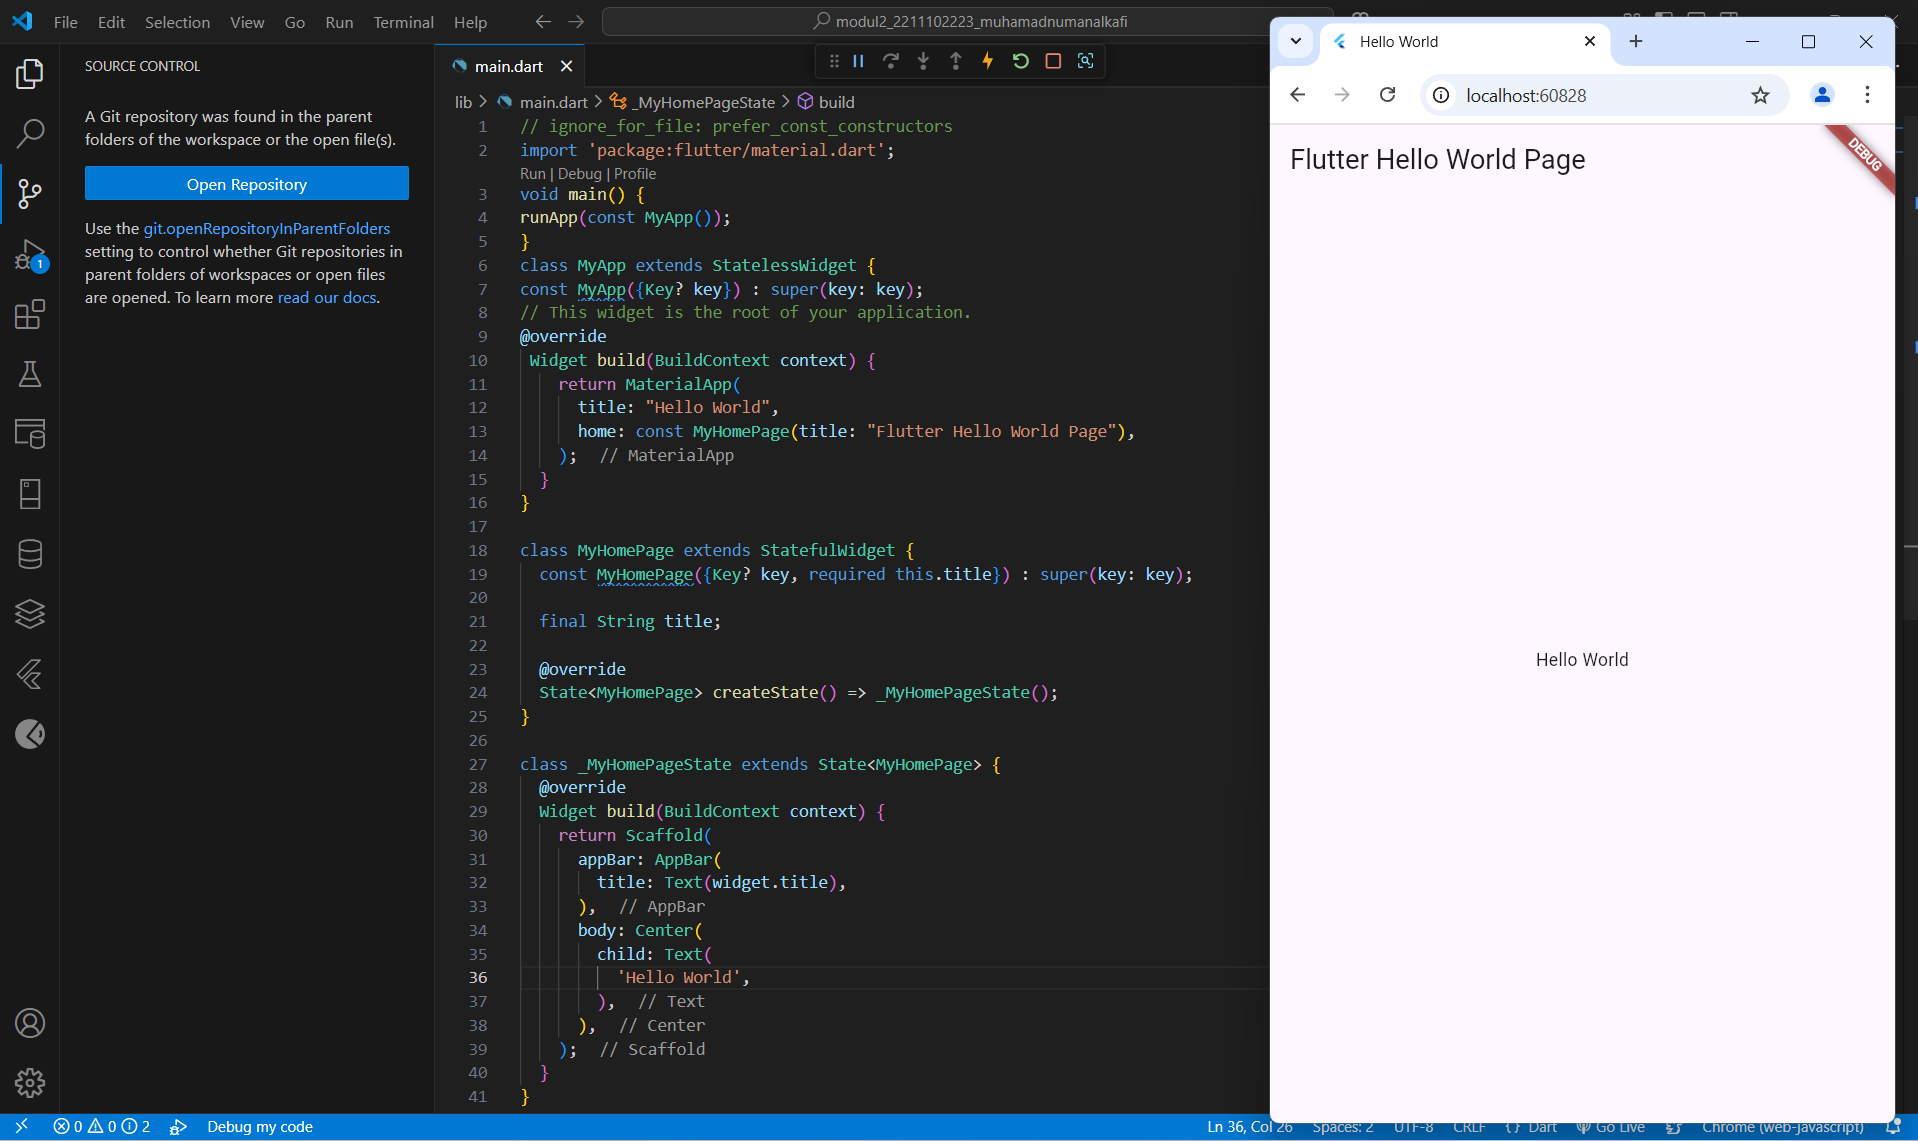 File Edit Selection View Go Run Terminal Help
modul2_2211102223_muhamadnumanalkafi
SOURCE CONTROL
A Git repository was found in the parent
folders of the workspace or the open file(s).
Open Repository
Use the git.openRepositoryInParentFolders
setting to control whether Git repositories in
parent folders of workspaces or open files
are opened. To learn more read our docs.
1
main.dart
lib > main.dart > _MyHomePageState > build
1 // ignore_for_file: prefer_const_constructors
2 import 'package:flutter/material.dart';
Run | Debug | Profile
3 void main() {
4 runApp(const MyApp());
5 }
6 class MyApp extends StatelessWidget {
7 const MyApp({Key? key}) : super(key: key);
8 // This widget is the root of your application.
9 @override
10 Widget build(BuildContext context) {
11 return MaterialApp(
12 title: "Hello World",
13 home: const MyHomePage(title: "Flutter Hello World Page"),
14 ); // MaterialApp
15 }
16 }
17
18 class MyHomePage extends StatefulWidget {
19 const MyHomePage({Key? key, required this.title}) : super(key: key);
20
21 final String title;
22
23 @override
24 State<MyHomePage> createState() => _MyHomePageState();
25 }
26
27 class _MyHomePageState extends State<MyHomePage> {
28 @override
29 Widget build(BuildContext context) {
30 return Scaffold(
31 appBar: AppBar(
32 title: Text(widget.title),
33 ), // AppBar
34 body: Center(
35 child: Text(
36 'Hello World',
37 ), // Text
38 ), // Center
39 ); // Scaffold
40 }
41 }
Hello World
localhost:60828
Flutter Hello World Page
DEBUG
Hello World
0 0 2 Debug my code
Ln 36, Col 26 Spaces: 2 UTF-8 CRLF {} Dart Go Live Chrome (web-javascript)